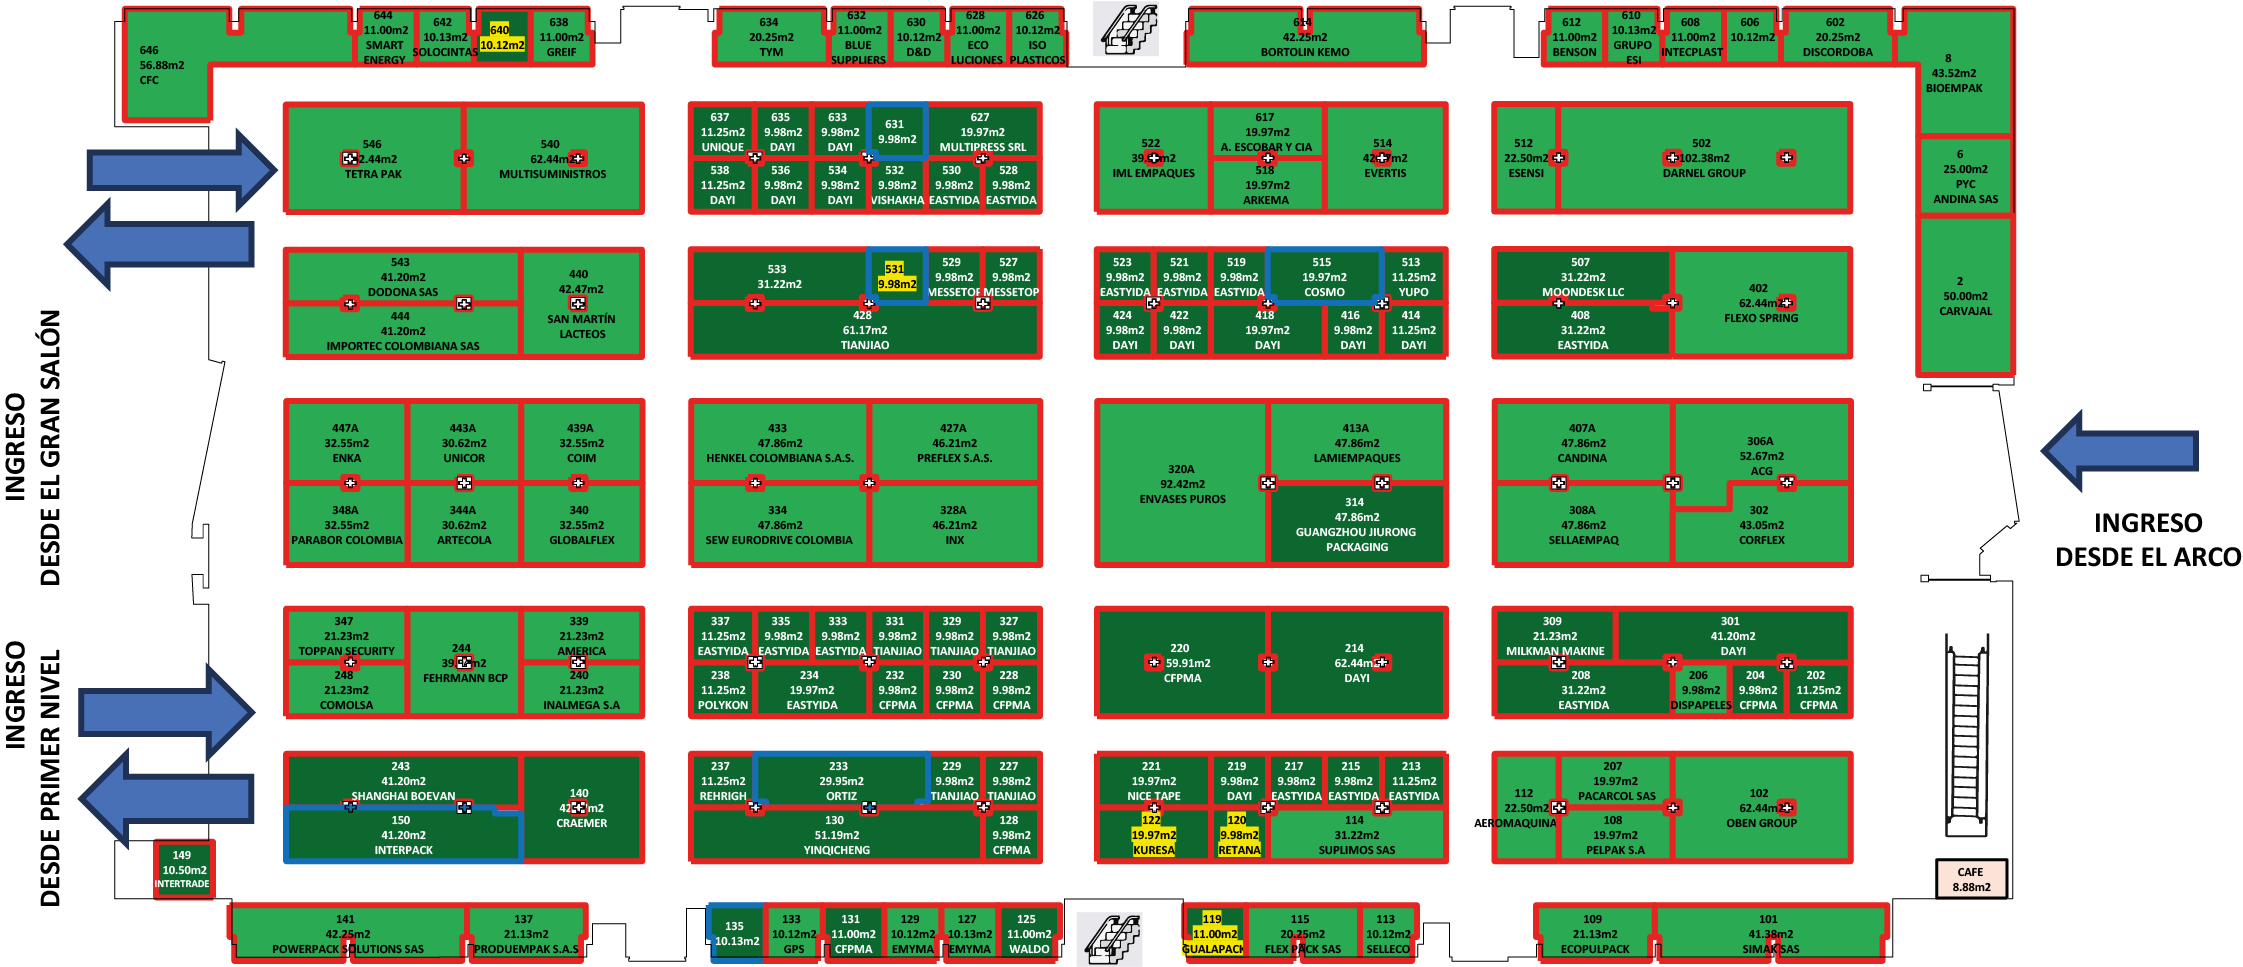 646
56.88m2
CFC
644
11.00m2
SMART
ENERGY
642
10.13m2
SOLOCINTAS
640
10.12m2
638
11.00m2
GREIF
634
20.25m2
TYM
632
11.00m2
BLUE
SUPPLIERS
630
10.12m2
D&D
628
11.00m2
ECO
LUCIONES
626
10.12m2
ISO
PLASTICOS
614
42.25m2
BORTOLIN KEMO
612
11.00m2
BENSON
610
10.13m2
GRUPO
ESI
608
11.00m2
INTECPLAST
606
10.12m2
602
20.25m2
DISCORDOBA
8
43.52m2
BIOEMPAK
6
25.00m2
PYC
ANDINA SAS
2
50.00m2
CARVAJAL
546
2.44m2
TETRA PAK
540
62.44m2
MULTISUMINISTROS
637
11.25m2
UNIQUE
635
9.98m2
DAYI
633
9.98m2
DAYI
631
9.98m2
627
19.97m2
MULTIPRESS SRL
538
11.25m2
DAYI
536
9.98m2
DAYI
534
9.98m2
DAYI
532
9.98m2
VISHAKHA
530
9.98m2
EASTYIDA
528
9.98m2
EASTYIDA
522
IML EMPAQUES
617
19.97m2
A. ESCOBAR Y CIA
518
19.97m2
ARKEMA
514
EVERTIS
512
22.50m2
ESENSI
502
102.38m2
DARNEL GROUP
543
41.20m2
DODONA SAS
444
41.20m2
IMPORTEC COLOMBIANA SAS
440
42.47m2
SAN MARTÍN
LACTEOS
533
31.22m2
531
9.98m2
529
9.98m2
MESSETOP
527
9.98m2
MESSETOP
428
61.17m2
TIANJIAO
523
9.98m2
EASTYIDA
521
9.98m2
EASTYIDA
519
9.98m2
EASTYIDA
515
19.97m2
COSMO
513
11.25m2
YUPO
424
9.98m2
DAYI
422
9.98m2
DAYI
418
19.97m2
DAYI
416
9.98m2
DAYI
414
11.25m2
DAYI
507
31.22m2
MOONDESK LLC
408
31.22m2
EASTYIDA
402
62.44m2
FLEXO SPRING
447A
32.55m2
ENKA
443A
30.62m2
UNICOR
439A
32.55m2
COIM
348A
32.55m2
PARABOR COLOMBIA
344A
30.62m2
ARTECOLA
340
32.55m2
GLOBALFLEX
433
47.86m2
HENKEL COLOMBIANA S.A.S.
427A
46.21m2
PREFLEX S.A.S.
334
47.86m2
SEW EURODRIVE COLOMBIA
328A
46.21m2
INX
320A
92.42m2
ENVASES PUROS
413A
47.86m2
LAMIEMPAQUES
314
47.86m2
GUANGZHOU JIURONG
PACKAGING
407A
47.86m2
CANDINA
306A
52.67m2
ACG
308A
47.86m2
SELLAEMPAQ
302
43.05m2
CORFLEX
347
21.23m2
TOPPAN SECURITY
248
21.23m2
COMOLSA
244
FEHRMANN BCP
339
21.23m2
AMERICA
240
21.23m2
INALMEGA S.A
337
11.25m2
EASTYIDA
335
9.98m2
EASTYIDA
333
9.98m2
EASTYIDA
331
9.98m2
TIANJIAO
329
9.98m2
TIANJIAO
327
9.98m2
TIANJIAO
238
11.25m2
POLYKON
234
19.97m2
EASTYIDA
232
9.98m2
CFPMA
230
9.98m2
CFPMA
228
9.98m2
CFPMA
220
59.91m2
CFPMA
214
62.44m2
DAYI
309
21.23m2
MILKMAN MAKINE
301
41.20m2
DAYI
208
31.22m2
EASTYIDA
206
9.98m2
DISPAPELES
204
9.98m2
CFPMA
202
11.25m2
CFPMA
243
41.20m2
SHANGHAI BOEVAN
150
41.20m2
INTERPACK
140
CRAEMER
237
11.25m2
REHRIGH
233
29.95m2
ORTIZ
229
9.98m2
TIANJIAO
227
9.98m2
TIANJIAO
130
51.19m2
YINQICHENG
128
9.98m2
CFPMA
221
19.97m2
NICE TAPE
219
9.98m2
DAYI
217
9.98m2
EASTYIDA
215
9.98m2
EASTYIDA
213
11.25m2
EASTYIDA
122
19.97m2
KURESA
120
9.98m2
RETANA
114
31.22m2
SUPLIMOS SAS
112
22.50m2
AEROMAQUINA
207
19.97m2
PACARCOL SAS
108
19.97m2
PELPAK S.A
102
62.44m2
OBEN GROUP
149
10.50m2
INTERTRADE
141
42.25m2
POWERPACK SOLUTIONS SAS
137
21.13m2
PRODUEMPAK S.A.S
135
10.13m2
133
10.12m2
GPS
131
11.00m2
CFPMA
129
10.12m2
EMYMA
127
10.13m2
EMYMA
125
11.00m2
WALDO
119
11.00m2
GUALAPACK
115
20.25m2
FLEX PACK SAS
113
10.12m2
SELLECO
109
21.13m2
ECOPULPACK
101
41.38m2
SIMAK SAS
CAFE
8.88m2
INGRESO
DESDE EL GRAN SALÓN
INGRESO
DESDE PRIMER NIVEL
INGRESO
DESDE EL ARCO